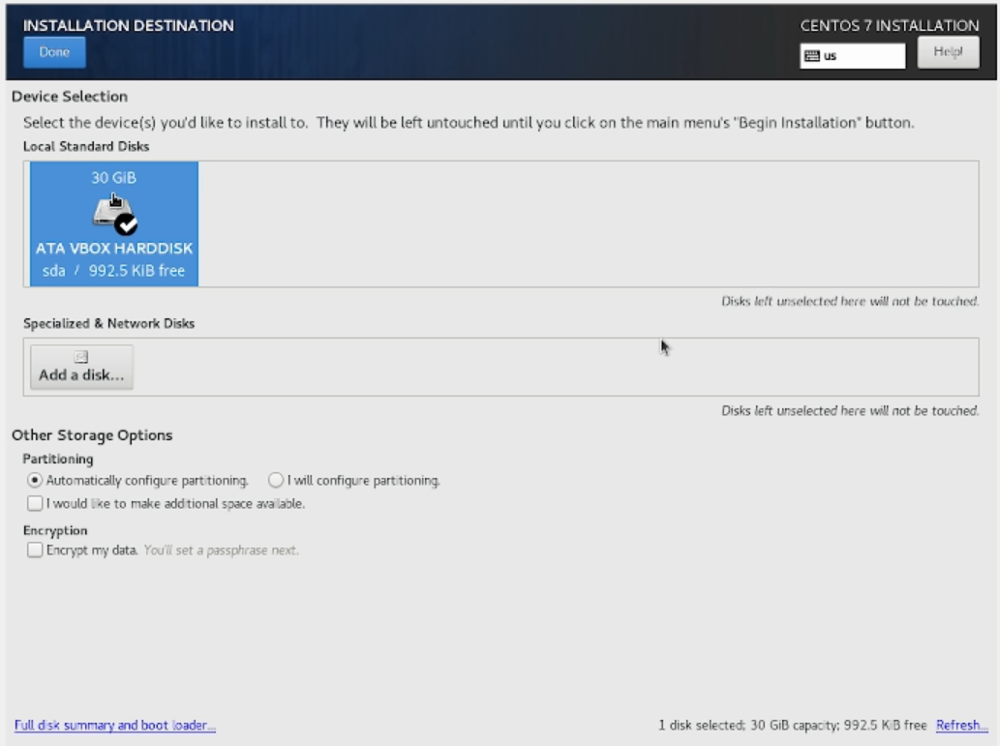 INSTALLATION DESTINATION
CENTOS 7 INSTALLATION
Done
us
Help!
Device Selection
Select the device(s) you'd like to install to. They will be left untouched until you click on the main menu's "Begin Installation" button.
Local Standard Disks
30 GiB
ATA VBOX HARDDISK
sda / 992.5 KiB free
Disks left unselected here will not be touched.
Specialized & Network Disks
Add a disk...
Disks left unselected here will not be touched.
Other Storage Options
Partitioning
Automatically configure partitioning. I will configure partitioning.
I would like to make additional space available.
Encryption
Encrypt my data. You'll set a passphrase next.
Full disk summary and boot loader... 1 disk selected; 30 GiB capacity; 992.5 KiB free Refresh...